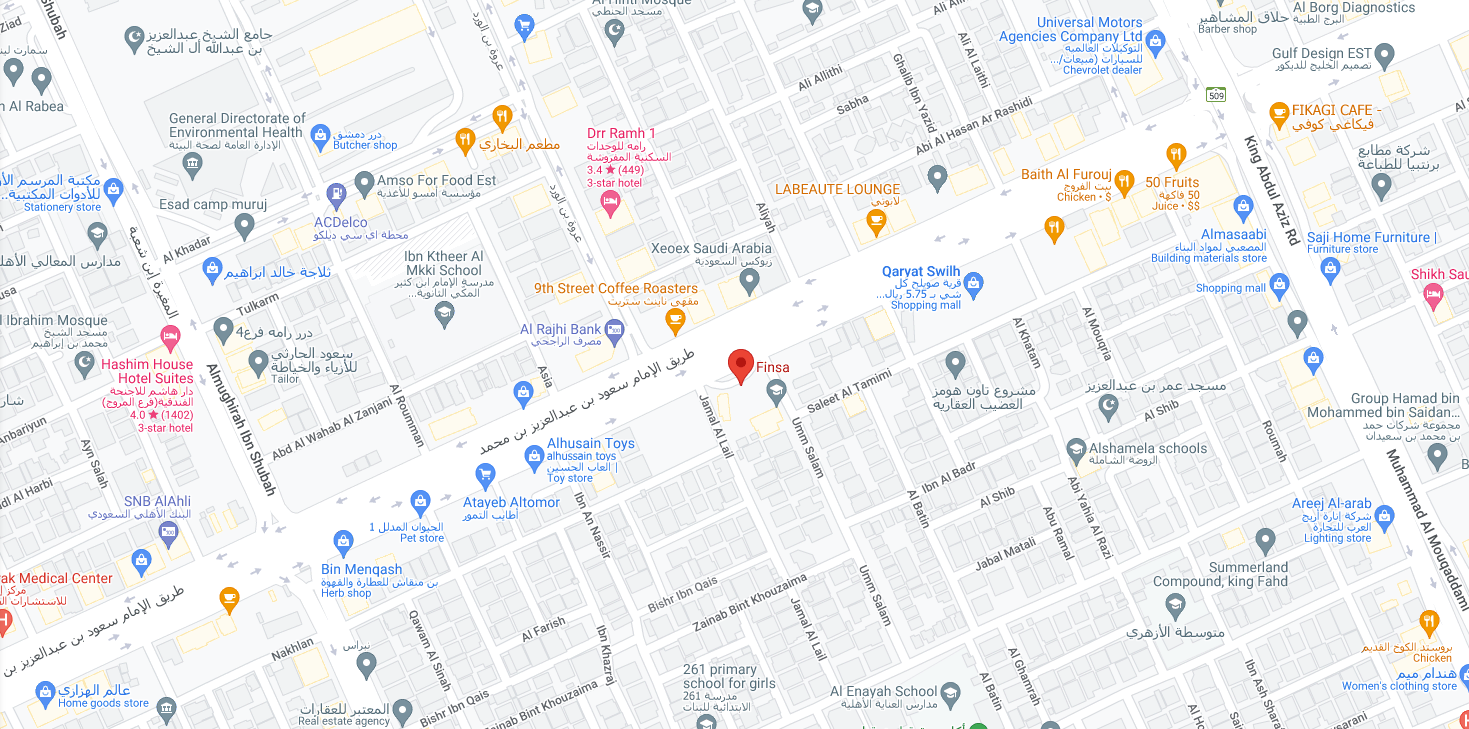 Shubah
Ziad
جامع الشيخ عبدالعزيز
بن عبدالله آل الشيخ
عروة بن الورد
Al Hinti Mosque
مسجد الحنطي
Ali Al Laithi
Universal Motors
Agencies Company Ltd
التوكيلات العالمية
للسيارات (مبيعات/...
Chevrolet dealer
حلاق المشاهير
Barber shop
Al Borg Diagnostics
البرج الطبية
Gulf Design EST
تصميم الخليج للديكور
Al Rabea
General Directorate of
Environmental Health
الإدارة العامة لصحة البيئة
درر دمشق
Butcher shop
مطعم البخاري
Drr Ramh 1
رامه للوحدات
السكنية المفروشة
3.4 ★ (449)
3-star hotel
Ali Allithi
Sabha
Ghalib Ibn Yazid
Abi Al Hasan Ar Rashidi
509
FIKAGI CAFE -
فيكاغي كوفي
King Abdul Aziz Rd
شركة مطابع
برنتبيا للطباعة
مكتبة المرسم
للأدوات المكتبية...
Stationery store
Amso For Food Est
مؤسسة أمسو للأغذية
Esad camp muruj
ACDelco
محطة اي سي ديلكو
عروة بن الورد
LABEAUTE LOUNGE
لابوتي
Baith Al Furouj
بيت الفروج
Chicken • $
50 Fruits
50 فاكهة
Juice • $$
Aliyah
مدارس المعالي
Al Khadar
المغيرة إبن شعبة
ثلاجة خالد ابراهيم
Ibn Ktheer Al
Mkki School
مدرسة الإمام ابن كثير
المكي الثانوية...
Xeoex Saudi Arabia
زيوكس السعودية
Almasaabi
المصعبي لمواد البناء
Building materials store
Saji Home Furniture |
Furniture store
Qaryat Swilh
قرية صويلح كل
شي بـ 5.75 ريال...
Shopping mall
Shopping mall
9th Street Coffee Roasters
مقهى ناينث ستريت
Tulkarm
Al Rajhi Bank
مصرف الراجحي
Ibrahim Mosque
مسجد الشيخ
محمد بن إبراهيم
درر رامه فرع4
سعود الحارثي
للأزياء والخياطة
Tailor
Hashim House
Hotel Suites
دار هاشم للاجنحة
الفندقية(فرع المروج)
4.0 ★ (1402)
3-star hotel
Almughirah Ibn Shubah
طريق الإمام سعود بن عبدالعزيز بن محمد
Finsa
Al Khatam
Al Mouqria
Saleet Al Tamimi
مشروع تاون هومز
العصيب العقارية
مسجد عمر بن عبدالعزيز
Al Shib
Group Hamad bin
Mohammed bin Saidan...
مجموعة شركات حمد
بن محمد بن سعيدان
Asia
Al Roumman
Abd Al Wahab Al Zanjani
Anbariyun
Ayn Salah
Al Harbi
Jamal Al Lail
Umm Salam
Alhusain Toys
alhussain toys
العاب الحسين |
Toy store
Alshamela schools
الروضة الشاملة
Roumah
Muhammad Al Mouqaddami
SNB AlAhli
البنك الأهلي السعودي
Atayeb Altomor
أطايب التمور
الحيوان المدلل 1
Pet store
Ibn An Nassir
Al Batin
Ibn Al Badr
Al Shib
Abi Yahia Al Razi
Abu Ramal
Jabal Matali
Areej Al-arab
شركة إنارة أريج
العرب للتجارة
Lighting store
Bin Menqash
بن منقاش للعطارة والقهوة
Herb shop
Medical Center
طريق الإمام سعود بن عبدالعزيز بن
Bishr Ibn Qais
Zainab Bint Khouzaima
Umm Salam
Jamal Al Lail
Summerland
Compound, king Fahd
متوسطة الأزهري
Qawam Al Sinah
Al Farish
Ibn Khazraj
Nakhlan
نبراس
261 primary
school for girls
مدرسة 261
الابتدائية للبنات
Al Enayah School
مدارس العناية الأهلية
Al Batin
Al Ghamrah
Ibn Ash Sharaf
بروستد الكوخ القديم
Chicken
هندام ميم
Women's clothing store
عالم الهزاري
Home goods store
المعتبر للعقارات
Real estate agency
Bishr Ibn Qais
Zainab Bint Khouzaima